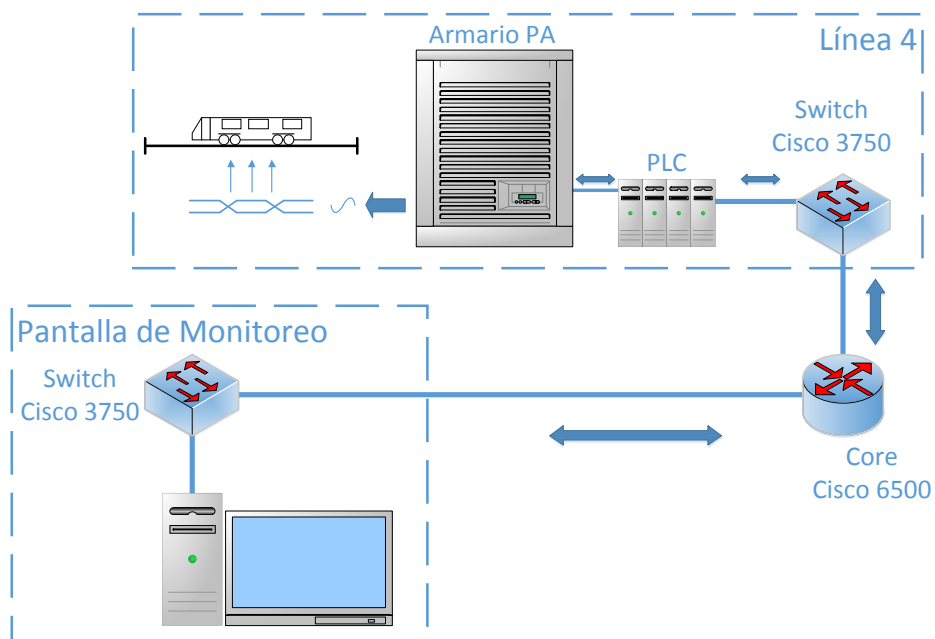 Armario PA
Línea 4
Switch
Cisco 3750
PLC
Pantalla de Monitoreo
Switch
Cisco 3750
Core
Cisco 6500